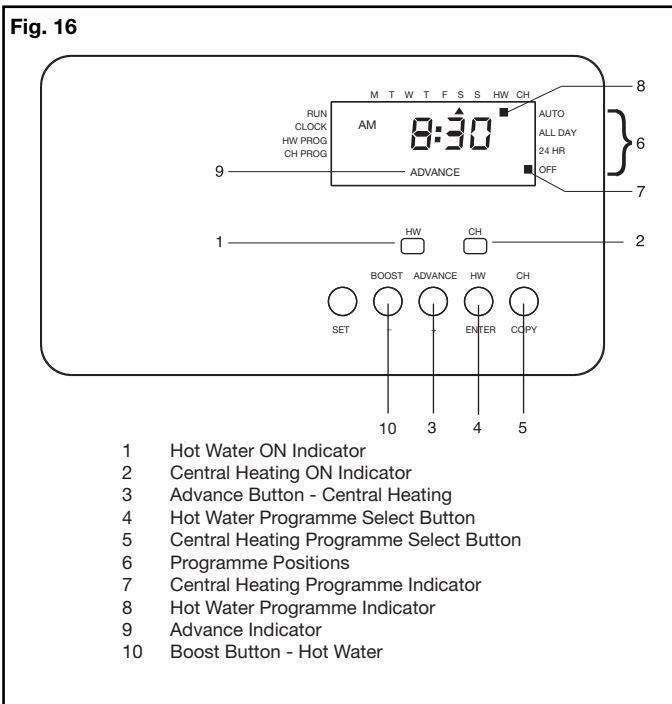 Fig. 16
M T W T F S S HW CH
8
RUN
CLOCK
HW PROG
CH PROG
AM
8:30
AUTO
ALL DAY
24 HR
OFF
6
9
ADVANCE
7
1
HW
CH
2
BOOST ADVANCE HW CH
SET - + ENTER COPY
10 3 4 5
1 Hot Water ON Indicator
2 Central Heating ON Indicator
3 Advance Button - Central Heating
4 Hot Water Programme Select Button
5 Central Heating Programme Select Button
6 Programme Positions
7 Central Heating Programme Indicator
8 Hot Water Programme Indicator
9 Advance Indicator
10 Boost Button - Hot Water